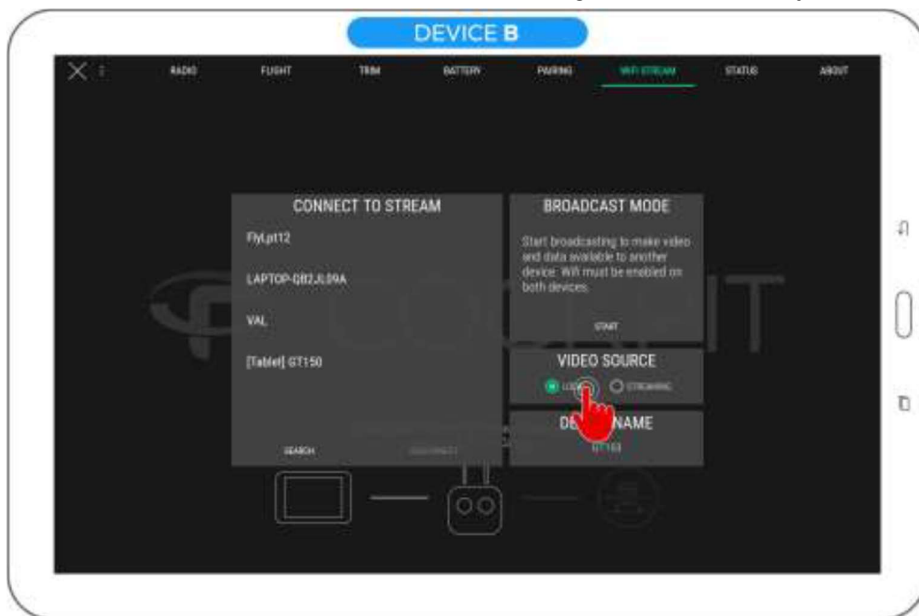 DEVICE B
RADIO FLIGHT TRIM BATTERY PAIRING WIFI STREAM STATUS ABOUT
CONNECT TO STREAM
FlyLpt12
LAPTOP-QB2JL09A
VAL
[Tablet] GT150
SEARCH DISCONNECT
BROADCAST MODE
Start broadcasting to make video
and data available to another
device. Wifi must be enabled on
both devices.
START
VIDEO SOURCE
STREAMING
NAME